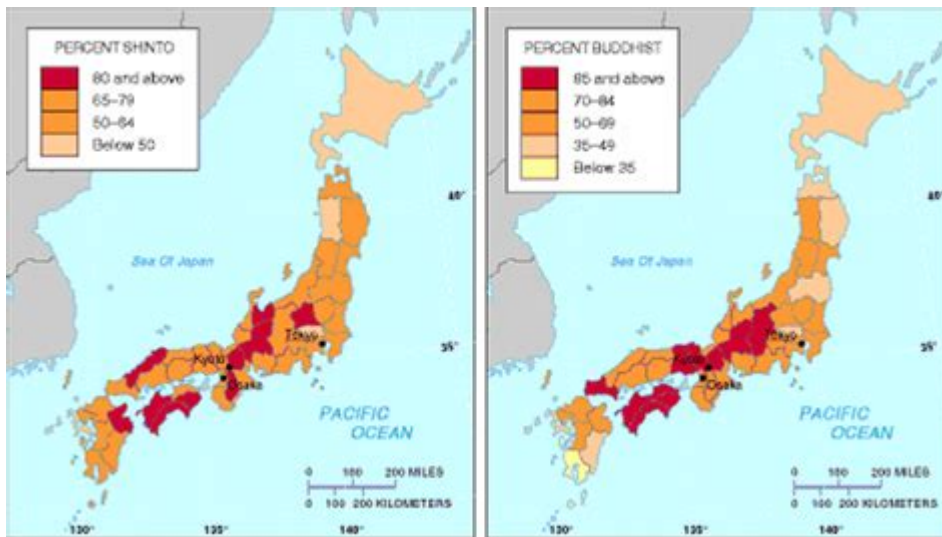 PERCENT SHINTO
80 and above
65–79
50–64
Below 50
40°
Sea Of Japan
Tokyo
35°
Kyoto
Osaka
PACIFIC
OCEAN
0 100 200 MILES
0 100 200 KILOMETERS
130°
135°
140°
PERCENT BUDDHIST
85 and above
70–84
50–69
35–49
Below 35
40°
Sea Of Japan
Tokyo
35°
Kyoto
Osaka
PACIFIC
OCEAN
0 100 200 MILES
0 100 200 KILOMETERS
130°
135°
140°